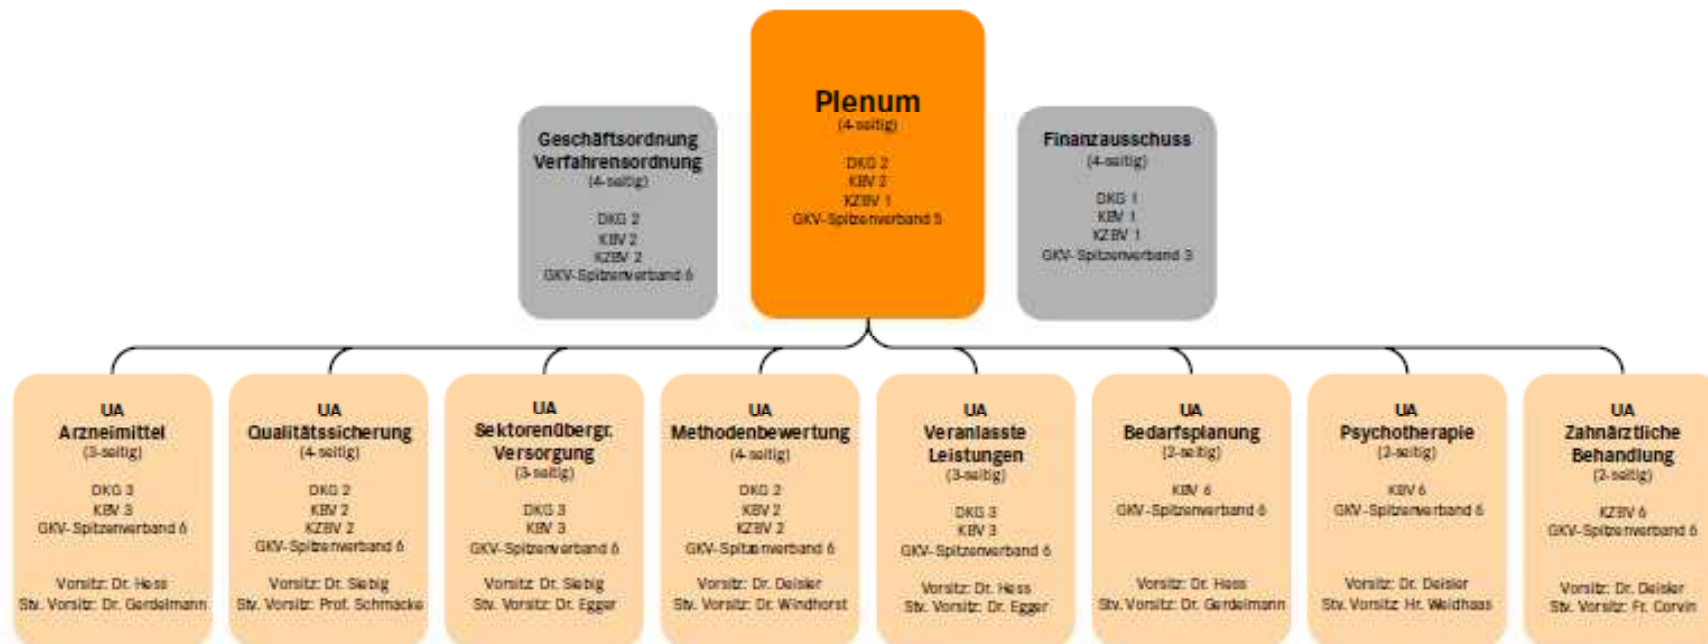 Plenum
(4-seitig)
DKG 2
KBV 2
KZBV 1
GKV-Spitzenverband 5
Geschäftsordnung
Verfahrensordnung
(4-seitig)
DKG 2
KBV 2
KZBV 2
GKV-Spitzenverband 6
Finanzausschuss
(4-seitig)
DKG 1
KBV 1
KZBV 1
GKV-Spitzenverband 3
UA
Arzneimittel
(3-seitig)
DKG 3
KBV 3
GKV-Spitzenverband 6
Vorsitz: Dr. Hess
Stv. Vorsitz: Dr. Gerdelmann
UA
Qualitätssicherung
(4-seitig)
DKG 2
KBV 2
KZBV 2
GKV-Spitzenverband 6
Vorsitz: Dr. Siebig
Stv. Vorsitz: Prof. Schmacke
UA
Sektorenübergr.
Versorgung
(3-seitig)
DKG 3
KBV 3
GKV-Spitzenverband 6
Vorsitz: Dr. Siebig
Stv. Vorsitz: Dr. Egger
UA
Methodenbewertung
(4-seitig)
DKG 2
KBV 2
KZBV 2
GKV-Spitzenverband 6
Vorsitz: Dr. Deisler
Stv. Vorsitz: Dr. Windhorst
UA
Veranlasste
Leistungen
(3-seitig)
DKG 3
KBV 3
GKV-Spitzenverband 6
Vorsitz: Dr. Hess
Stv. Vorsitz: Dr. Egger
UA
Bedarfsplanung
(2-seitig)
KBV 6
GKV-Spitzenverband 6
Vorsitz: Dr. Hess
Stv. Vorsitz: Dr. Gerdelmann
UA
Psychotherapie
(2-seitig)
KBV 6
GKV-Spitzenverband 6
Vorsitz: Dr. Deisler
Stv. Vorsitz: Hr. Weidhaas
UA
Zahnärztliche
Behandlung
(2-seitig)
KZBV 6
GKV-Spitzenverband 6
Vorsitz: Dr. Deisler
Stv. Vorsitz: Fr. Corvin